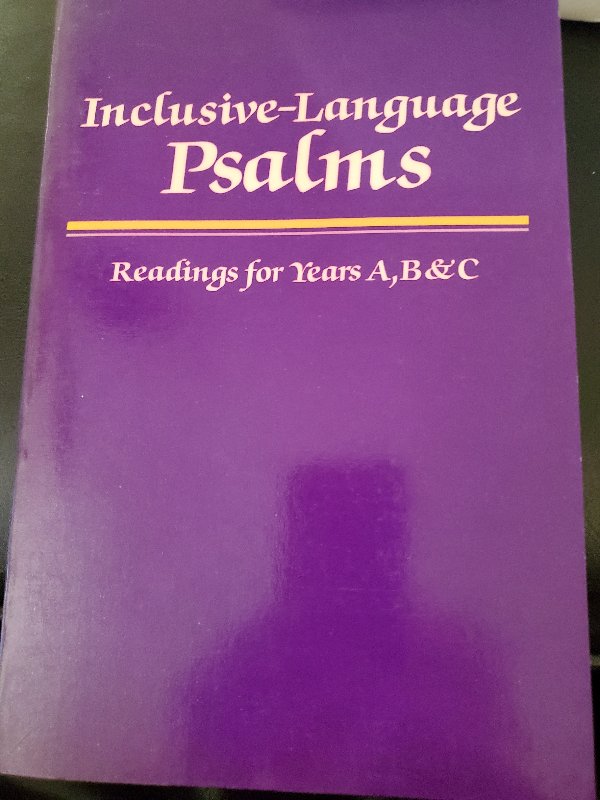 Inclusive-Language
Psalms
Readings for Years A, B & C